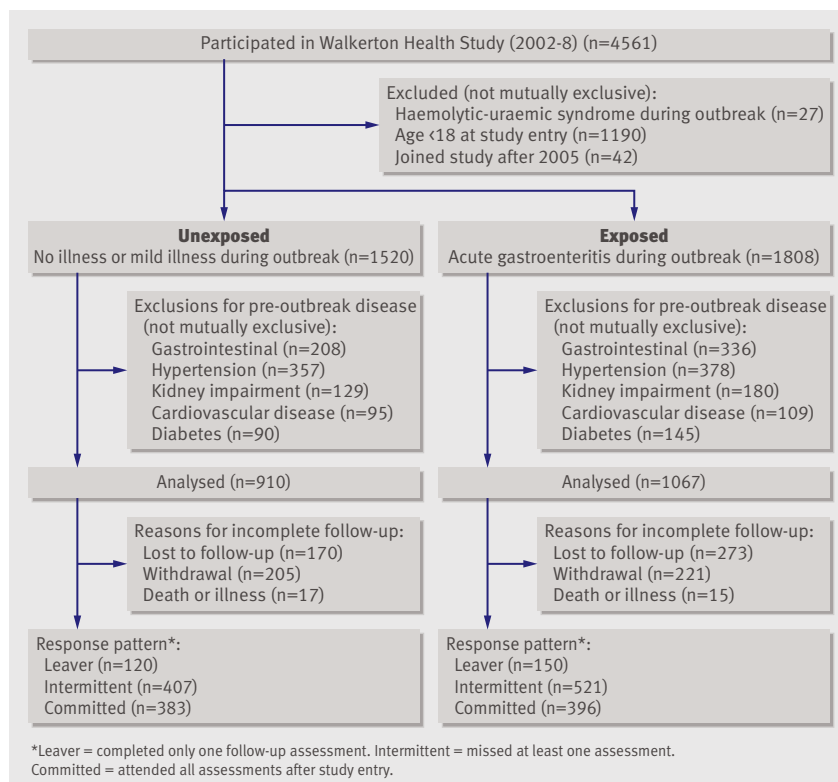 Participated in Walkerton Health Study (2002-8) (n=4561)
Excluded (not mutually exclusive):
Haemolytic-uraemic syndrome during outbreak (n=27)
Age <18 at study entry (n=1190)
Joined study after 2005 (n=42)
Unexposed
No illness or mild illness during outbreak (n=1520)
Exposed
Acute gastroenteritis during outbreak (n=1808)
Exclusions for pre-outbreak disease
(not mutually exclusive):
Gastrointestinal (n=208)
Hypertension (n=357)
Kidney impairment (n=129)
Cardiovascular disease (n=95)
Diabetes (n=90)
Exclusions for pre-outbreak disease
(not mutually exclusive):
Gastrointestinal (n=336)
Hypertension (n=378)
Kidney impairment (n=180)
Cardiovascular disease (n=109)
Diabetes (n=145)
Analysed (n=910)
Analysed (n=1067)
Reasons for incomplete follow-up:
Lost to follow-up (n=170)
Withdrawal (n=205)
Death or illness (n=17)
Reasons for incomplete follow-up:
Lost to follow-up (n=273)
Withdrawal (n=221)
Death or illness (n=15)
Response pattern*:
Leaver (n=120)
Intermittent (n=407)
Committed (n=383)
Response pattern*:
Leaver (n=150)
Intermittent (n=521)
Committed (n=396)
*Leaver = completed only one follow-up assessment. Intermittent = missed at least one assessment.
Committed = attended all assessments after study entry.